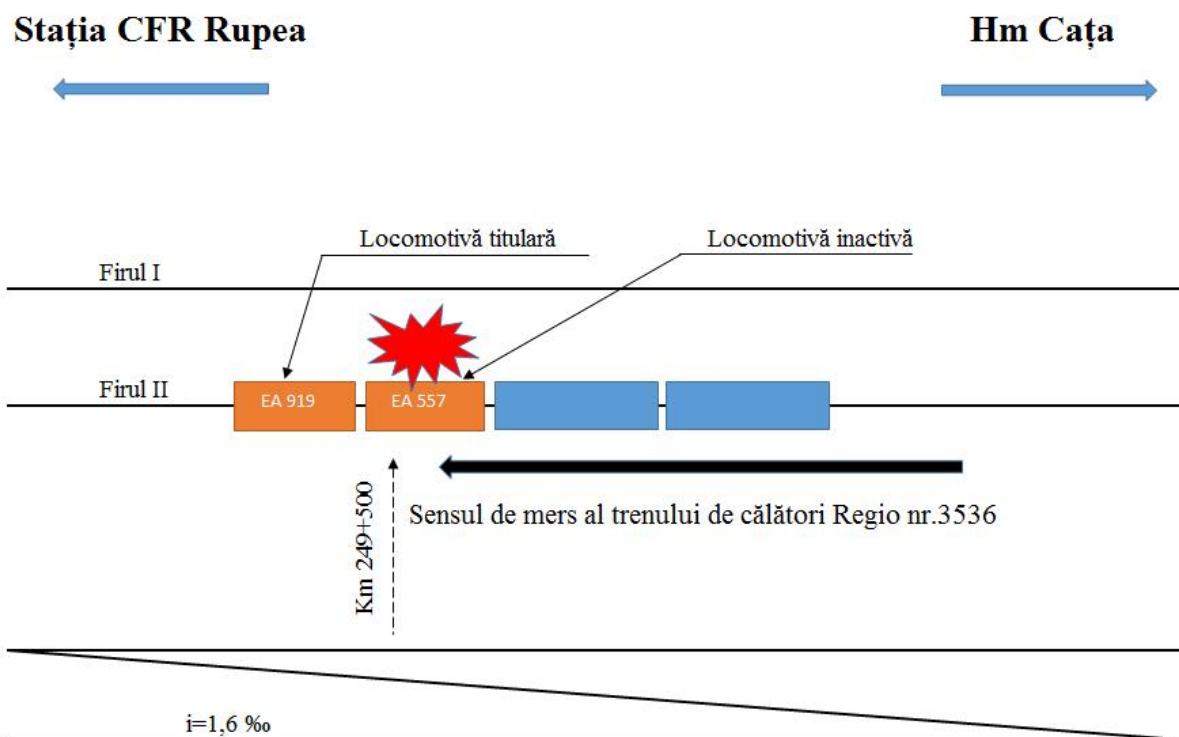 Stația CFR Rupea
Hm Cața
Locomotivă titulară
Locomotivă inactivă
Firul I
Firul II
EA 919
EA 557
Km 249+500
Sensul de mers al trenului de călători Regio nr.3536
i=1,6 ‰